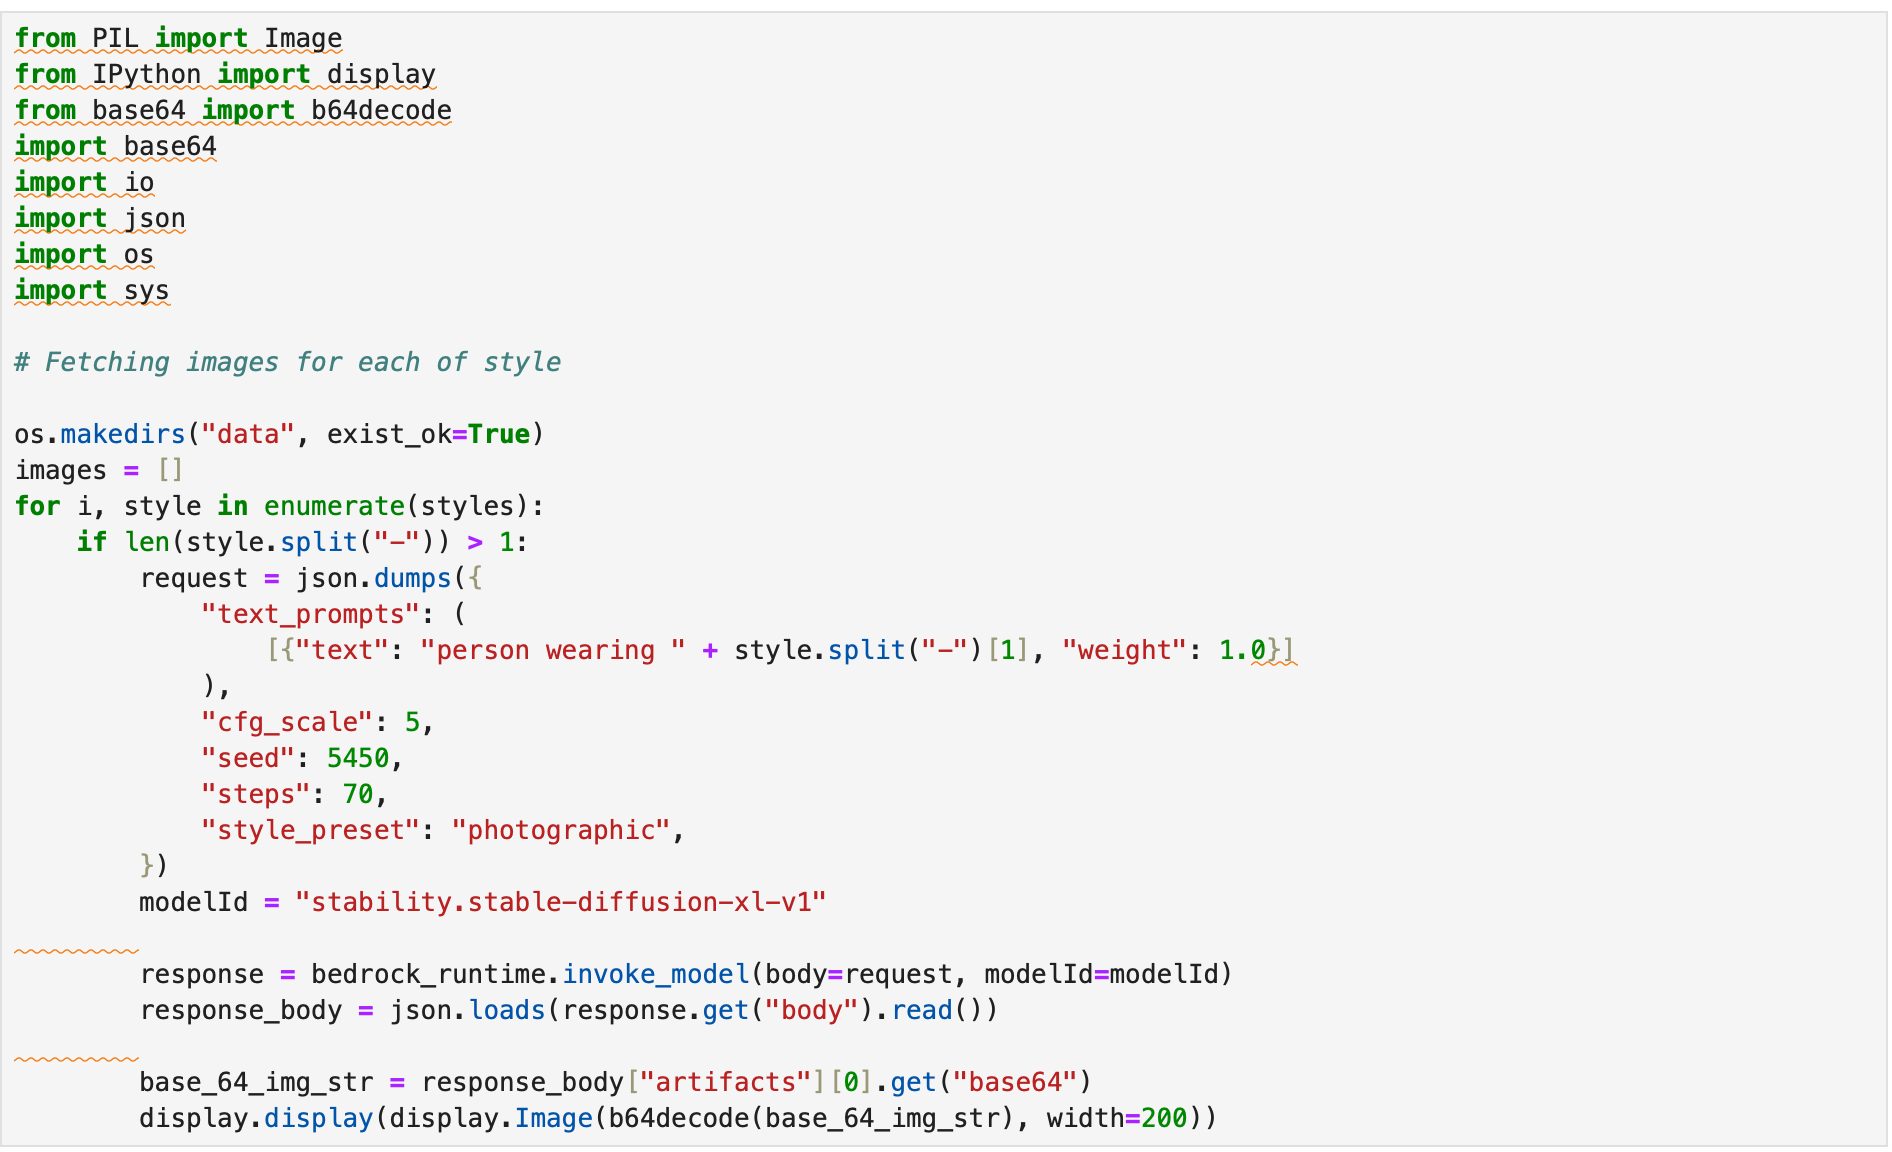 from PIL import Image
from IPython import display
from base64 import b64decode
import base64
import io
import json
import os
import sys

# Fetching images for each of style

os.makedirs("data", exist_ok=True)
images = []
for i, style in enumerate(styles):
    if len(style.split("-")) > 1:
        request = json.dumps({
            "text_prompts": (
                [{"text": "person wearing " + style.split("-")[1], "weight": 1.0}]
            ),
            "cfg_scale": 5,
            "seed": 5450,
            "steps": 70,
            "style_preset": "photographic",
        })
        modelId = "stability.stable-diffusion-xl-v1"

        response = bedrock_runtime.invoke_model(body=request, modelId=modelId)
        response_body = json.loads(response.get("body").read())

        base_64_img_str = response_body["artifacts"][0].get("base64")
        display.display(display.Image(b64decode(base_64_img_str), width=200))